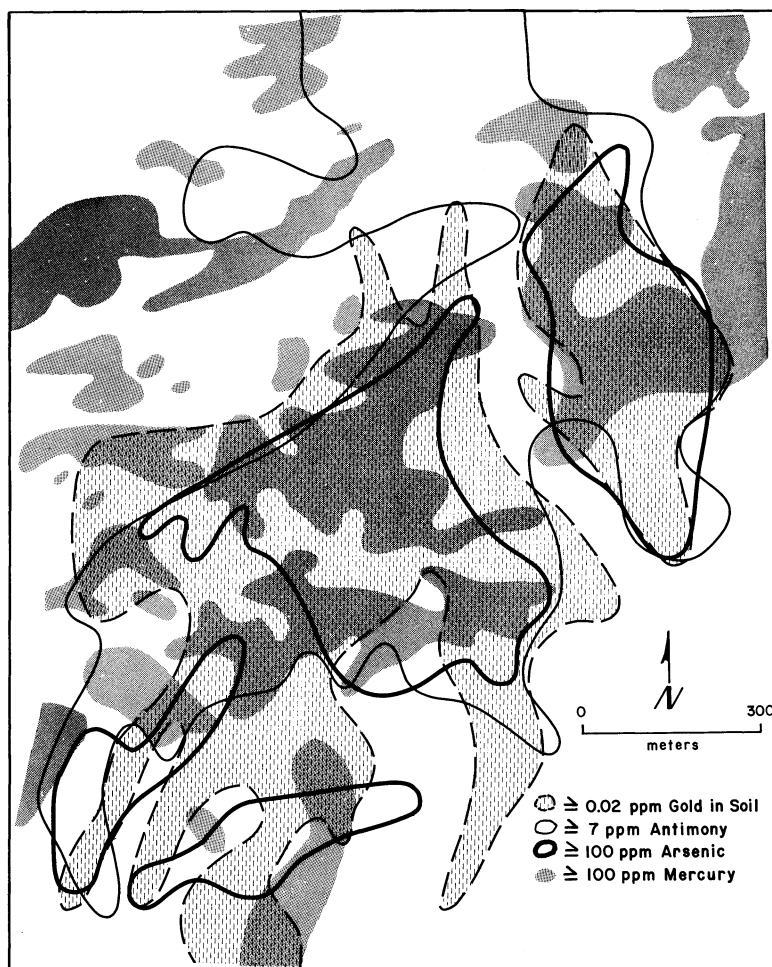 N
0 300
meters
≥ 0.02 ppm Gold in Soil
≥ 7 ppm Antimony
≥ 100 ppm Arsenic
≥ 100 ppm Mercury